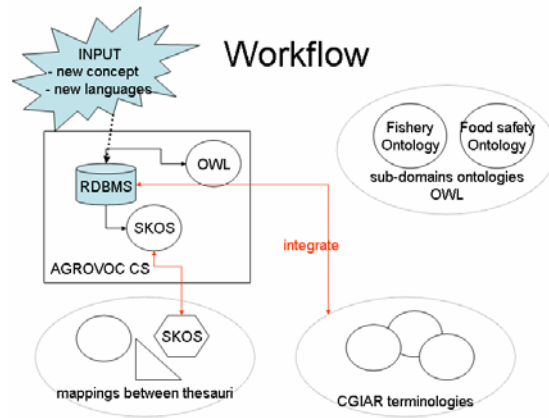 Workflow
INPUT
- new concept
- new languages
OWL
RDBMS
SKOS
AGROVOC CS
Fishery
Ontology
Food safety
Ontology
sub-domains ontologies
OWL
integrate
SKOS
mappings between thesauri
CGIAR terminologies